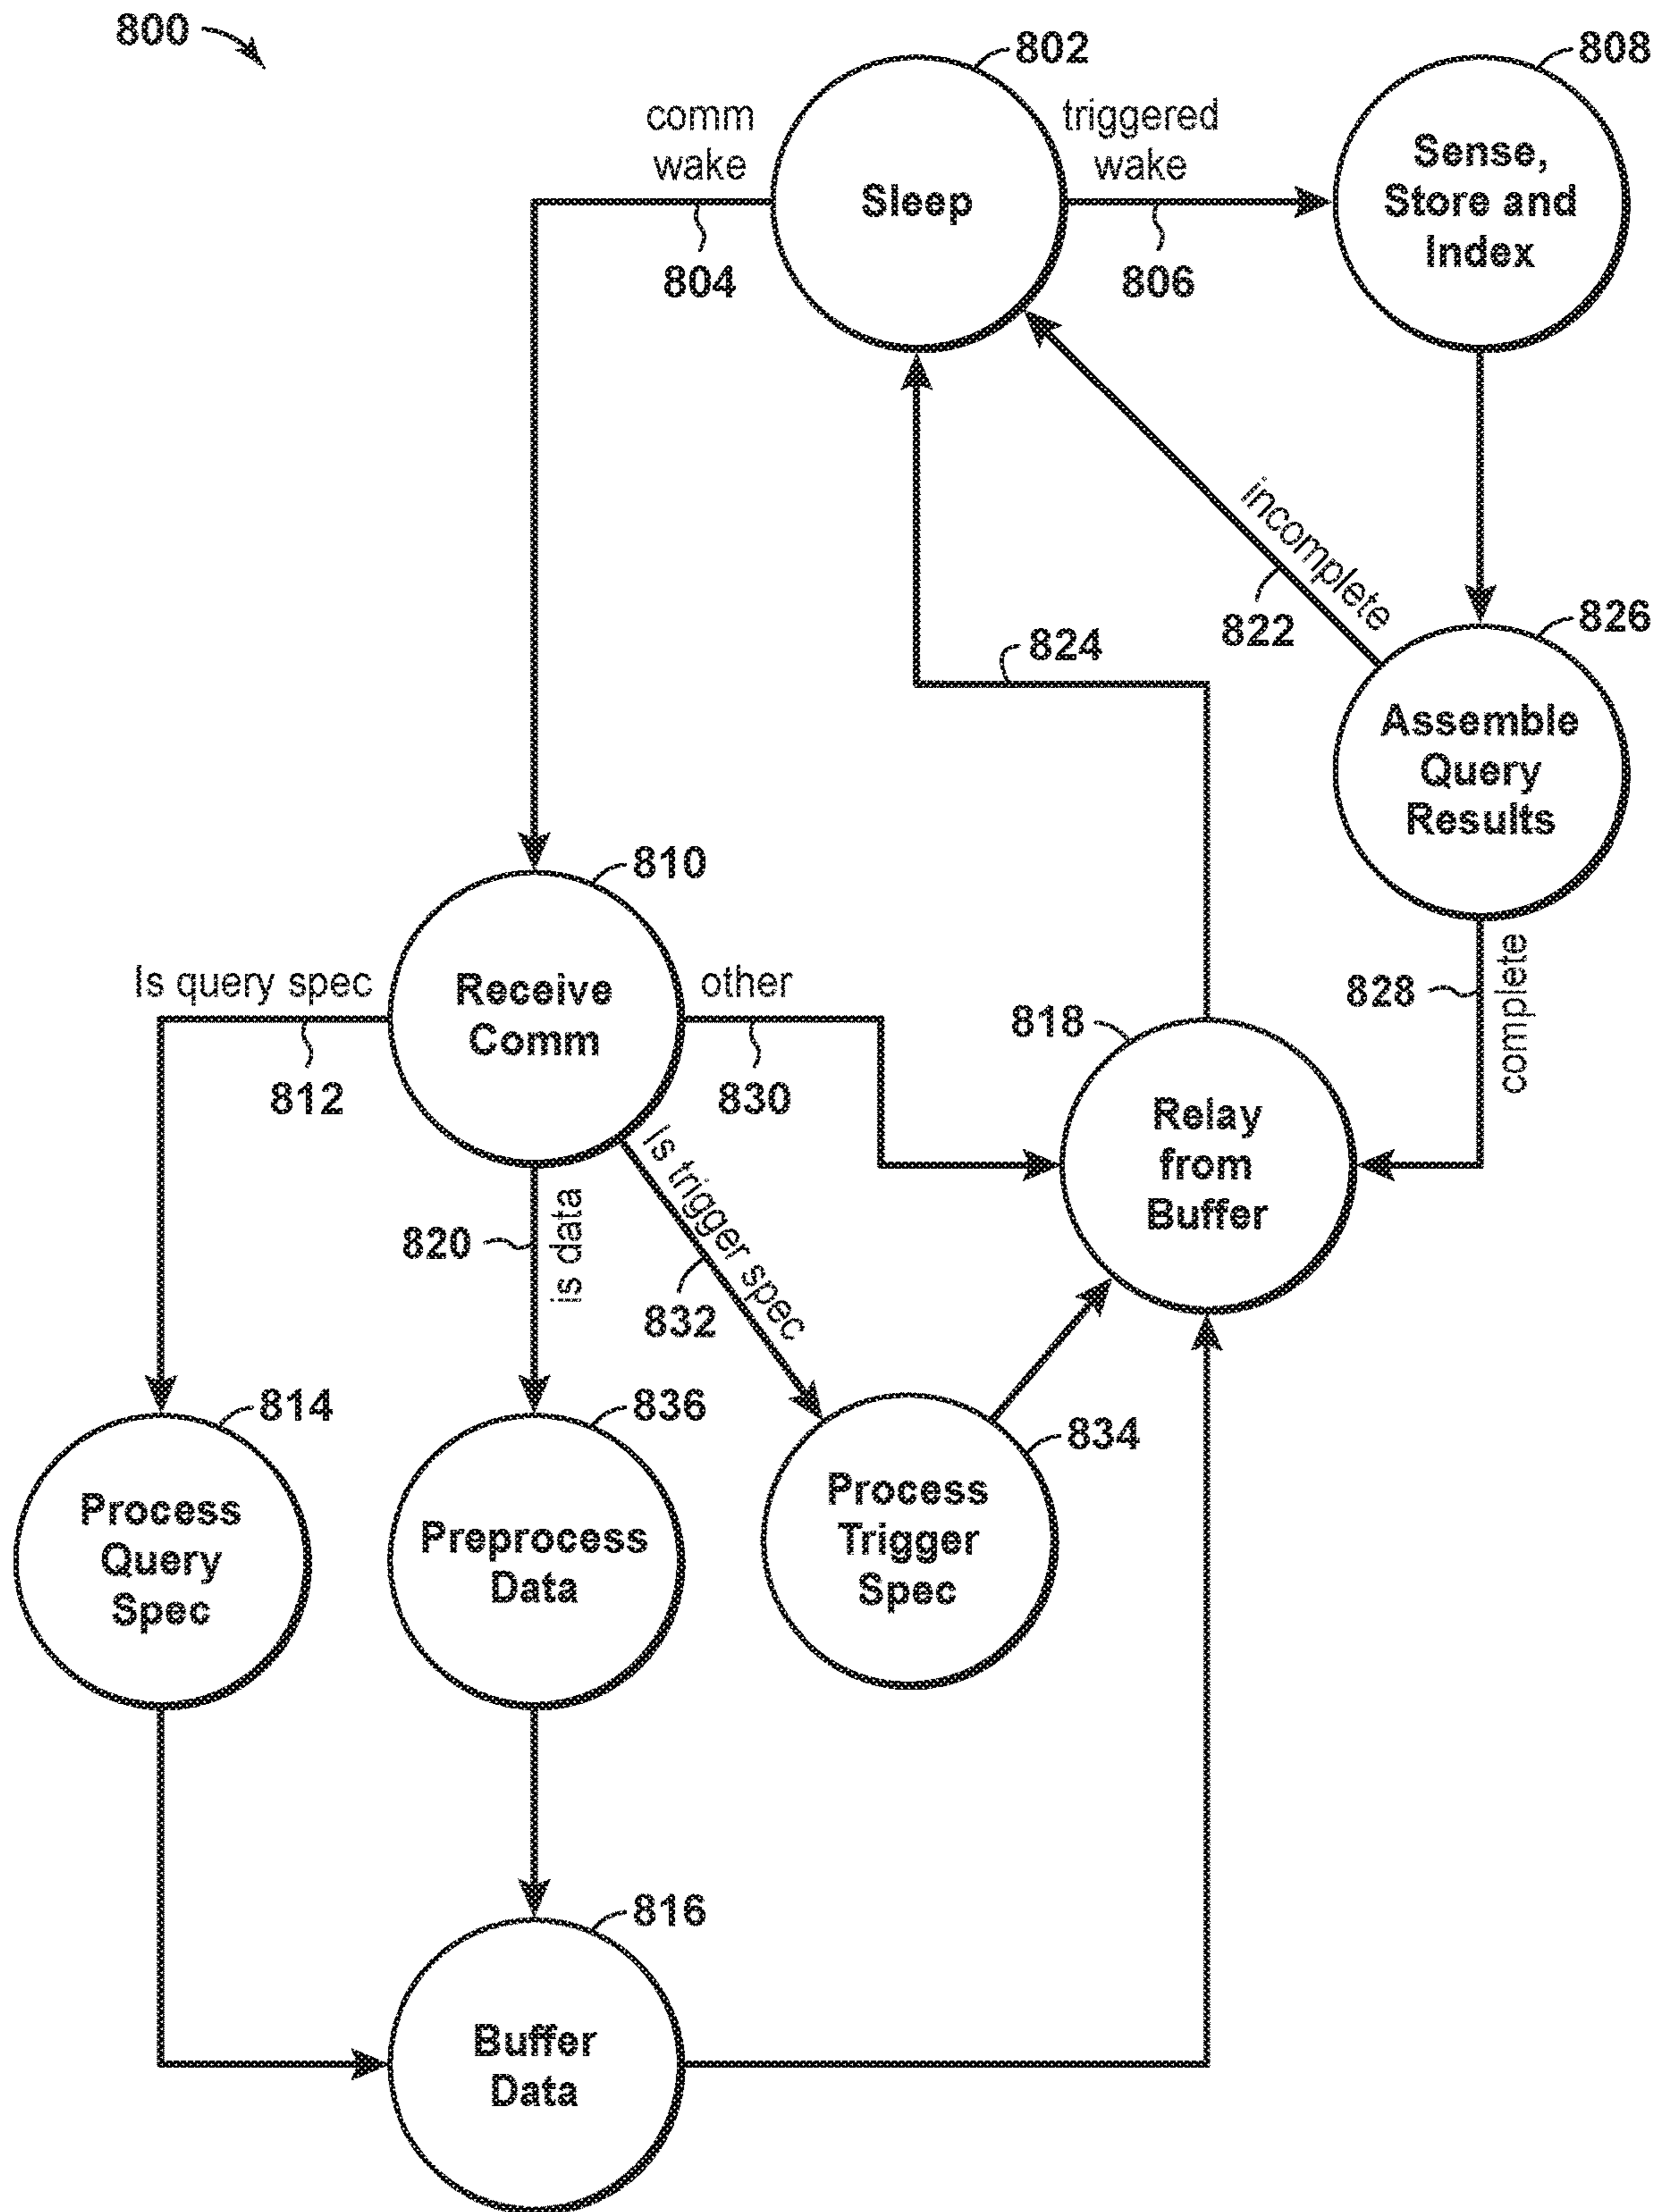 800
802
808
comm
wake
triggered
wake
Sleep
Sense,
Store and
Index
804
806
incomplete
822
824
826
Assemble
Query
Results
810
Is query spec
Receive
Comm
other
828
complete
812
830
818
Relay
from
Buffer
820
is data
Is trigger spec
832
814
836
834
Process
Query
Spec
Preprocess
Data
Process
Trigger
Spec
816
Buffer
Data